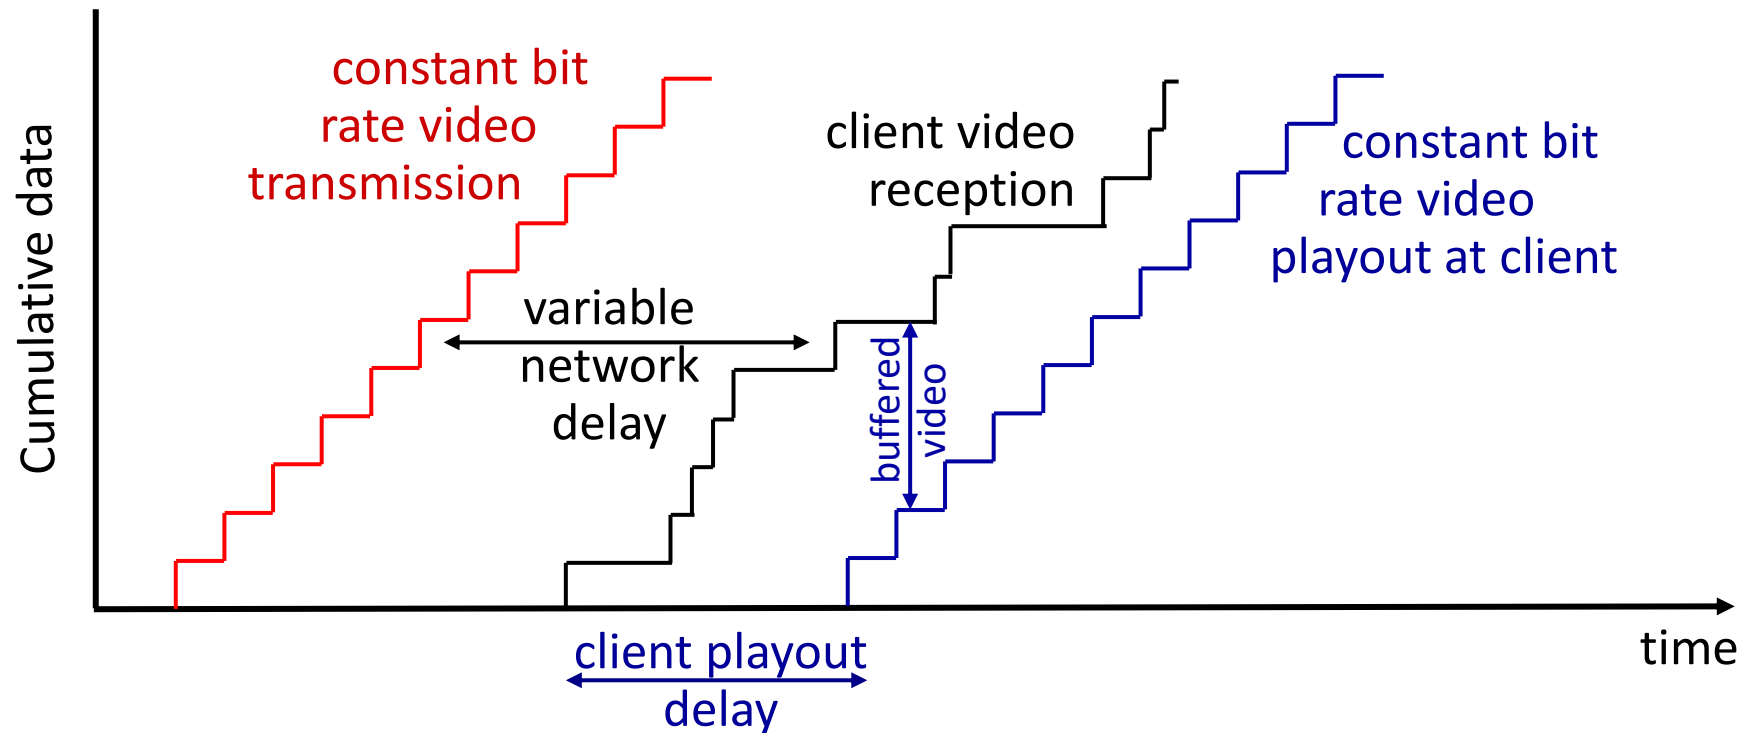 constant bit
rate video
transmission
client video
reception
constant bit
rate video
playout at client
Cumulative data
variable
network
delay
buffered
video
client playout
delay
time